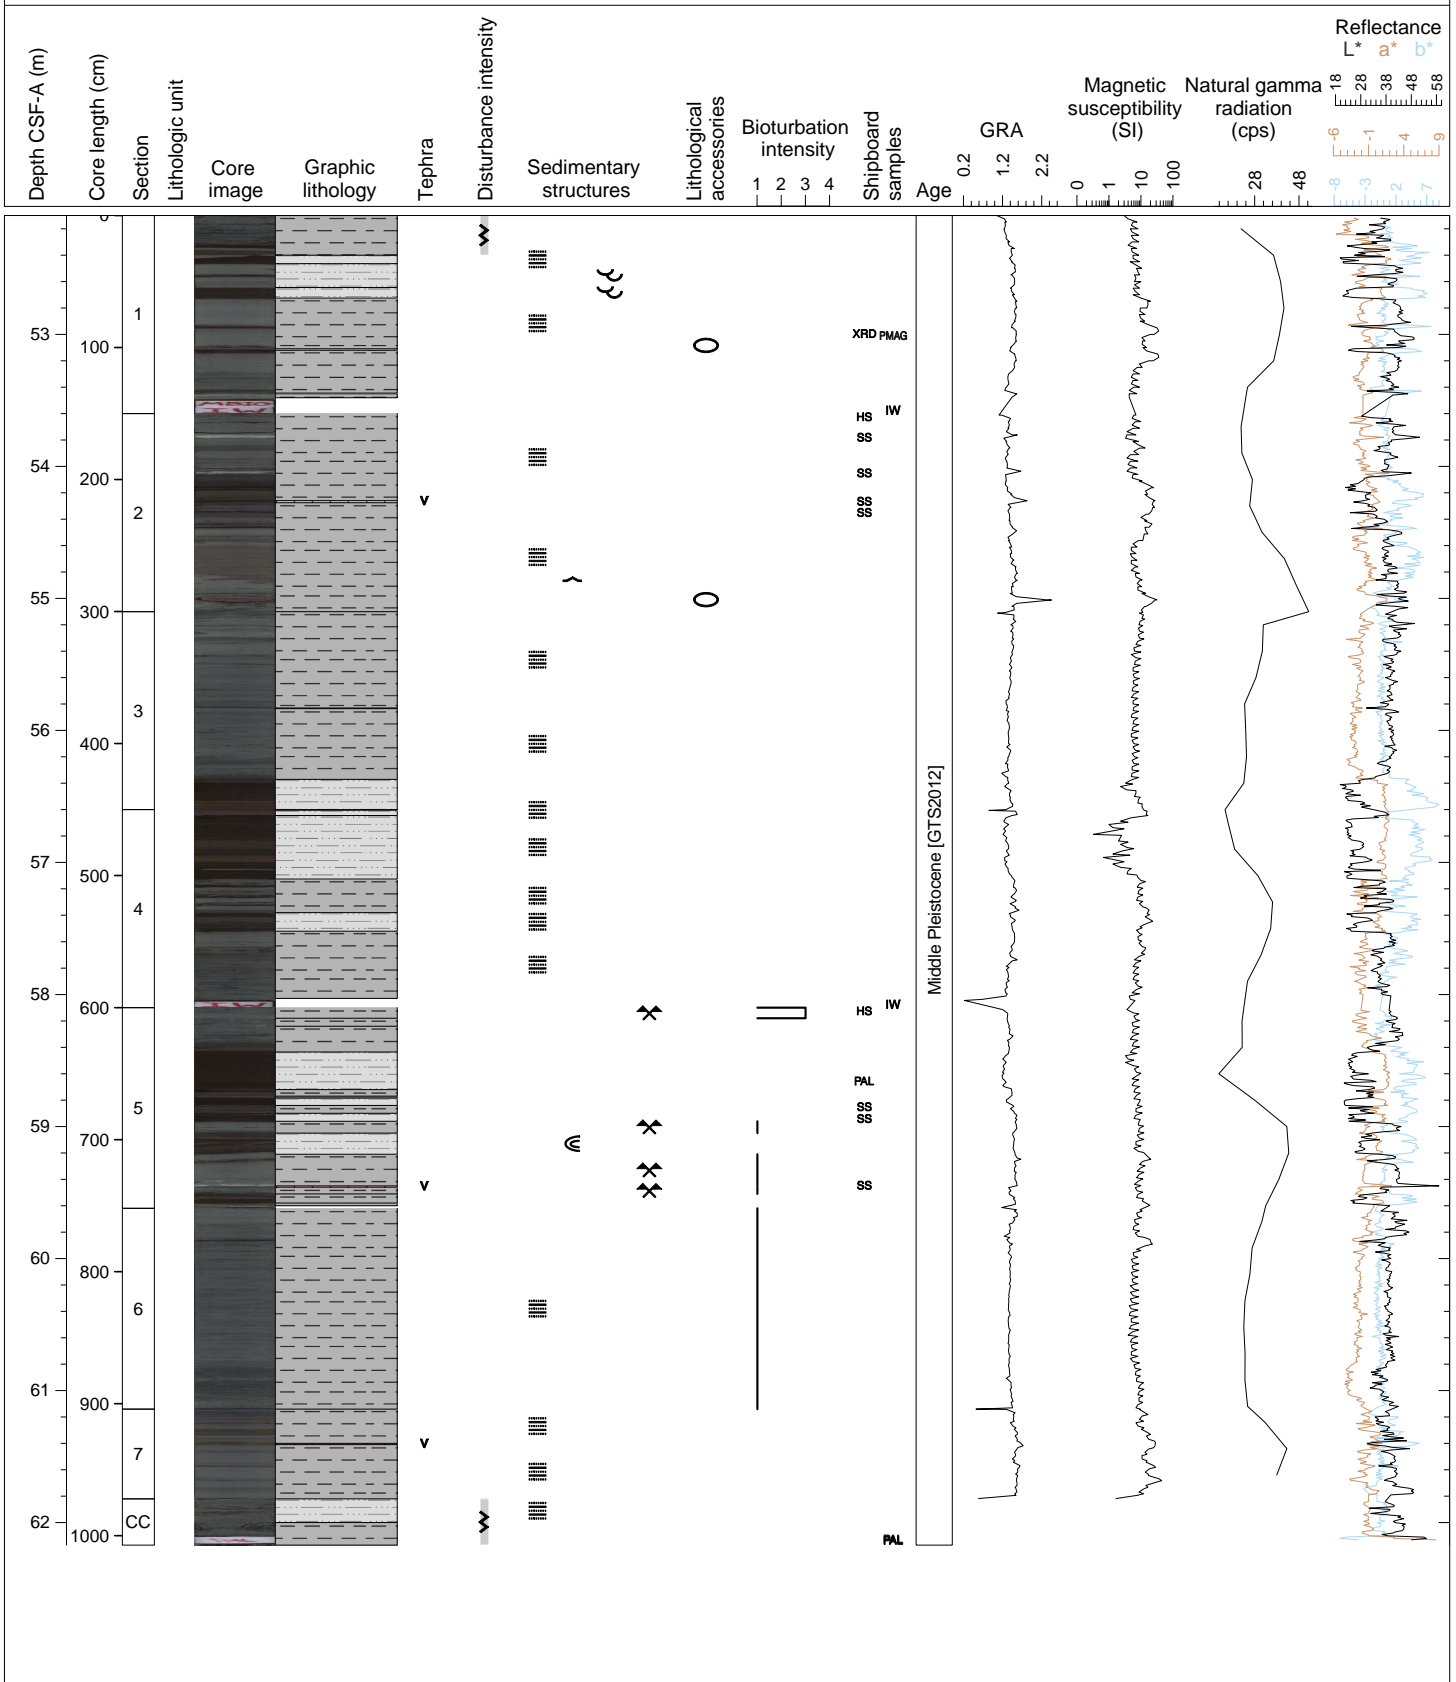 Depth CSF-A (m)
Core length (cm)
Section
Lithologic unit
Core
image
Graphic
lithology
Tephra
Disturbance intensity
Sedimentary
structures
Lithological
accessories
Bioturbation
intensity
1 2 3 4
Shipboard
samples
Age
GRA
0.2 1.2 2.2
Magnetic
susceptibility
(SI)
0 1 10 100
Natural gamma
radiation
(cps)
28 48
Reflectance
L* a* b*
18 28 38 48 58
-6 -1 4 9
-8 -3 2 7
0
1
53
XRD PMAG
100
IW
HS
SS
54
SS
200
V
SS
2
SS
55
300
3
56
400
57
500
4
58
IW
600
HS
PAL
5
SS
59
SS
700
V
SS
60
800
6
61
900
V
7
62
CC
1000
PAL
Middle Pleistocene [GTS2012]
IW
IW